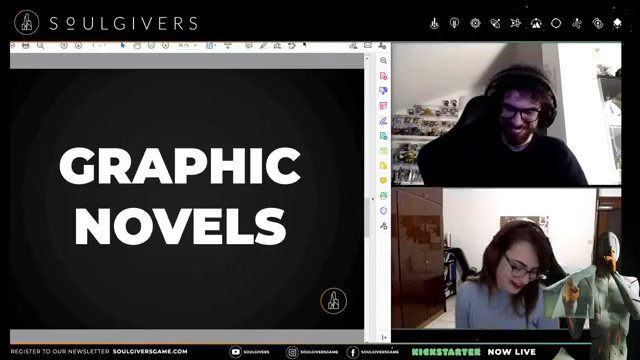 SOULGIVERS
GRAPHIC
NOVELS
REGISTER TO OUR NEWSLETTER SOULGIVERSGAME.COM
SOULGIVERS
SOULGIVERSGAME
SOULGIVERSGAME
KICKSTARTER NOW LIVE